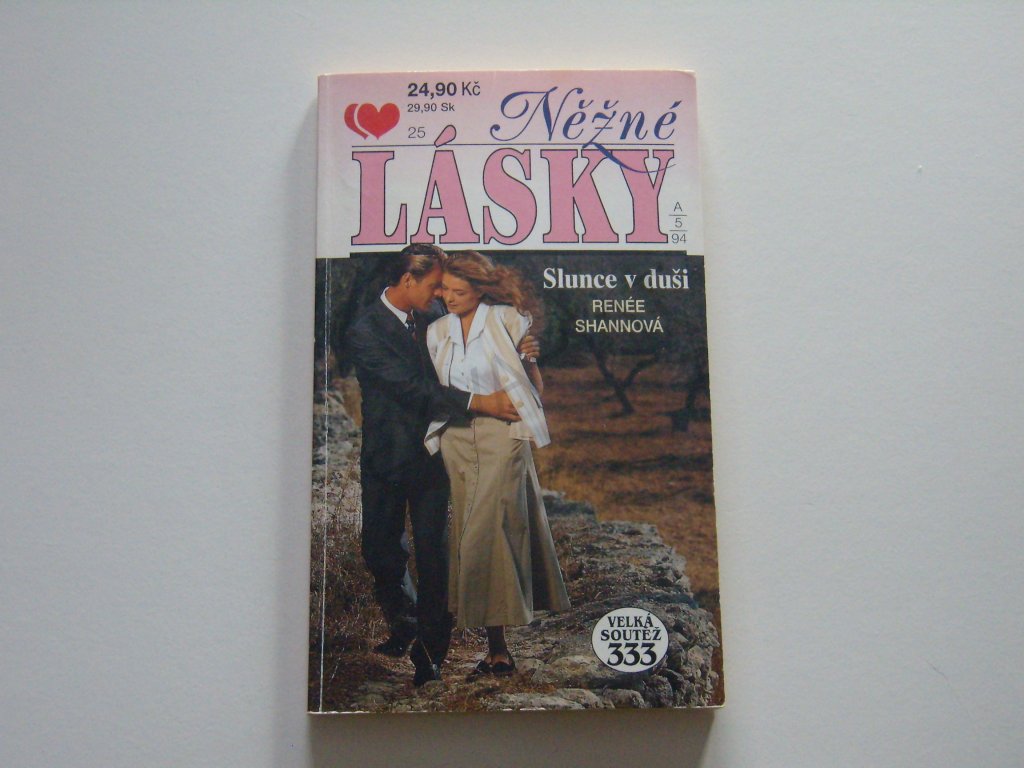 24,90 Kč
29,90 Sk
25
Něžné
LÁSKY
A
5
94
Slunce v duši
RENÉE
SHANNOVÁ
VELKÁ
SOUTĚŽ
333